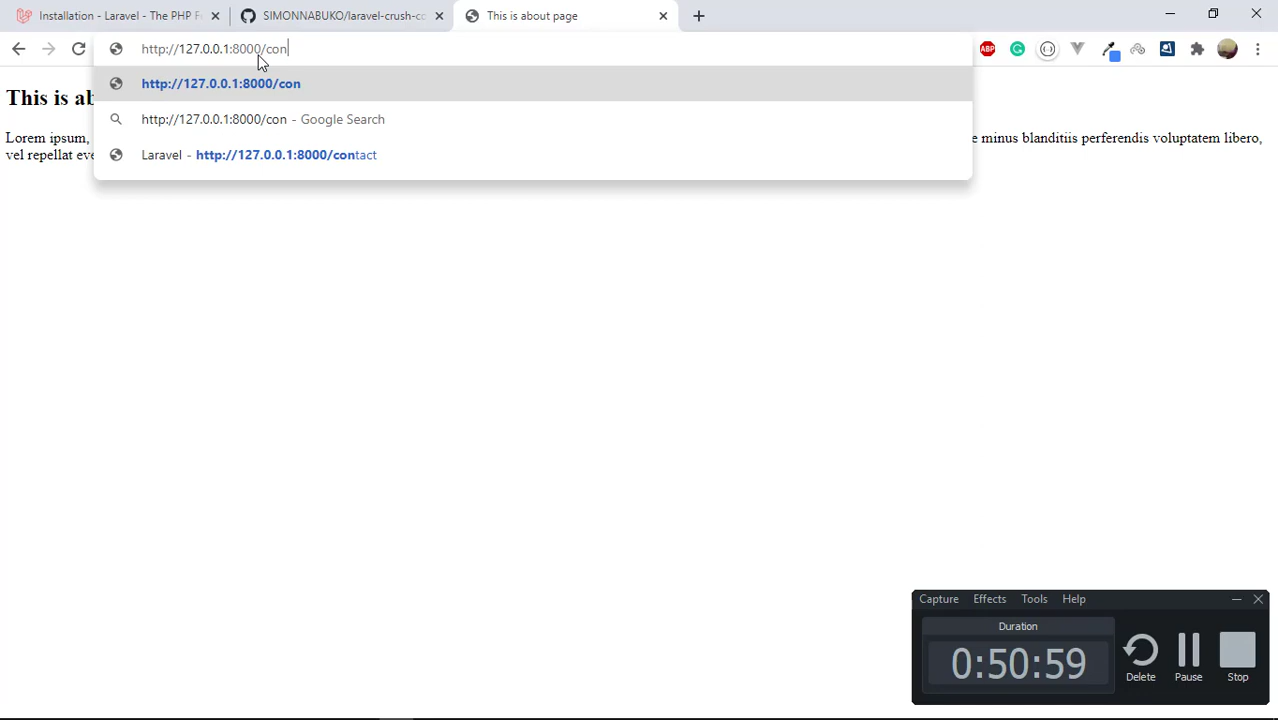 Installation - Laravel - The PHP F
SIMONNABUKO/laravel-crush-co
This is about page
http://127.0.0.1:8000/con
ABP
http://127.0.0.1:8000/con
http://127.0.0.1:8000/con - Google Search
Laravel - http://127.0.0.1:8000/contact
This is ab
Lorem ipsum, e minus blanditiis perferendis voluptatem libero,
vel repellat eve
Capture Effects Tools Help
Duration
0:50:59
Delete Pause Stop